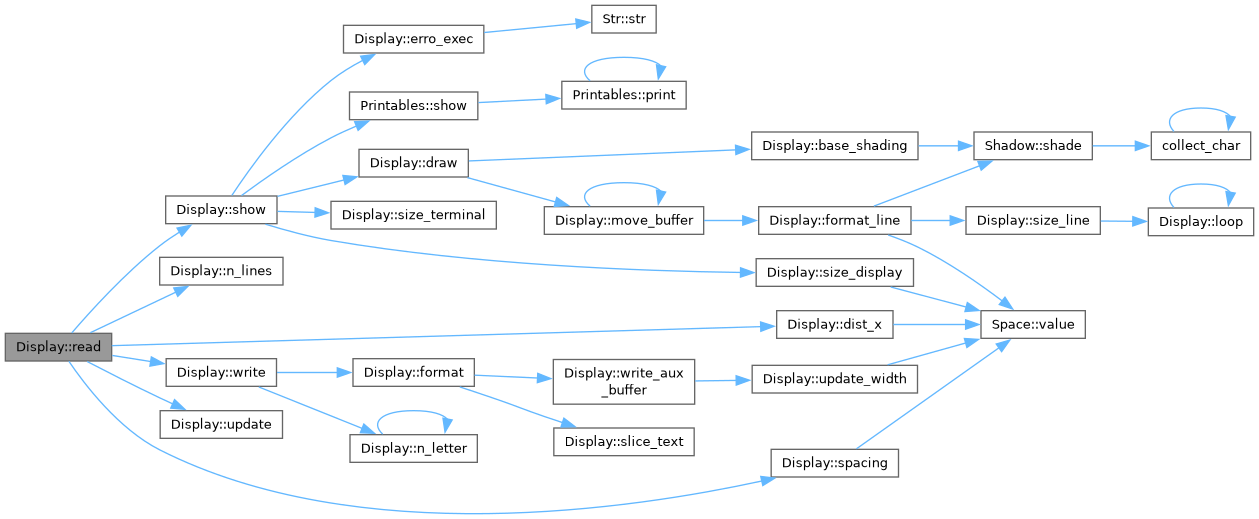 Str::str
Display::erro_exec
Printables::print
Printables::show
Display::base_shading
Shadow::shade
collect_char
Display::draw
Display::show
Display::size_terminal
Display::move_buffer
Display::format_line
Display::size_line
Display::loop
Display::n_lines
Display::size_display
Display::dist_x
Space::value
Display::read
Display::write
Display::format
Display::write_aux
_buffer
Display::update_width
Display::update
Display::n_letter
Display::slice_text
Display::spacing